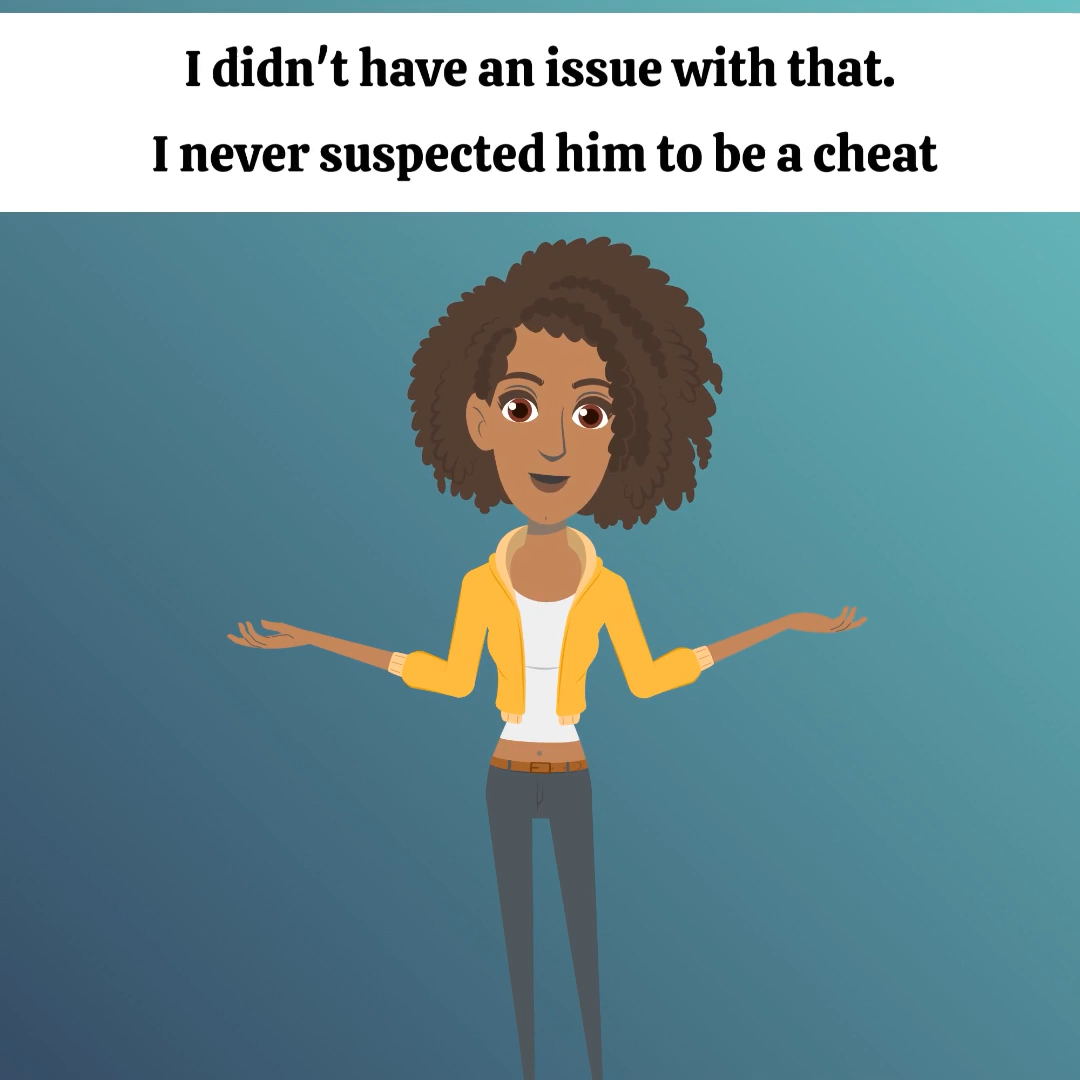 I didn't have an issue with that.
I never suspected him to be a cheat